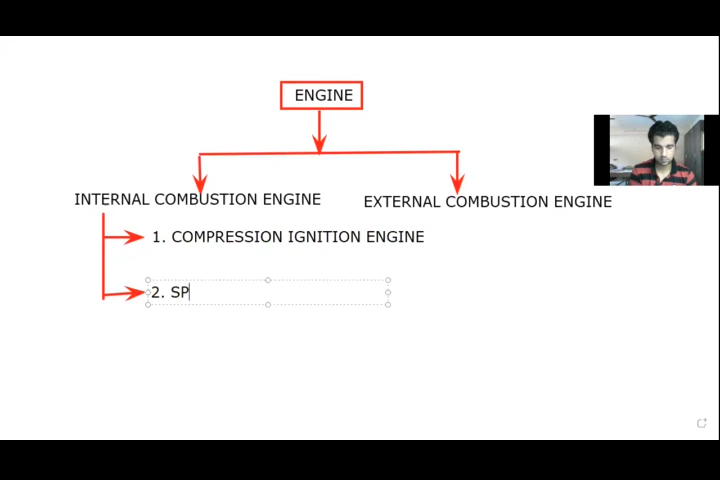 ENGINE
INTERNAL COMBUSTION ENGINE
EXTERNAL COMBUSTION ENGINE
1. COMPRESSION IGNITION ENGINE
2. SP